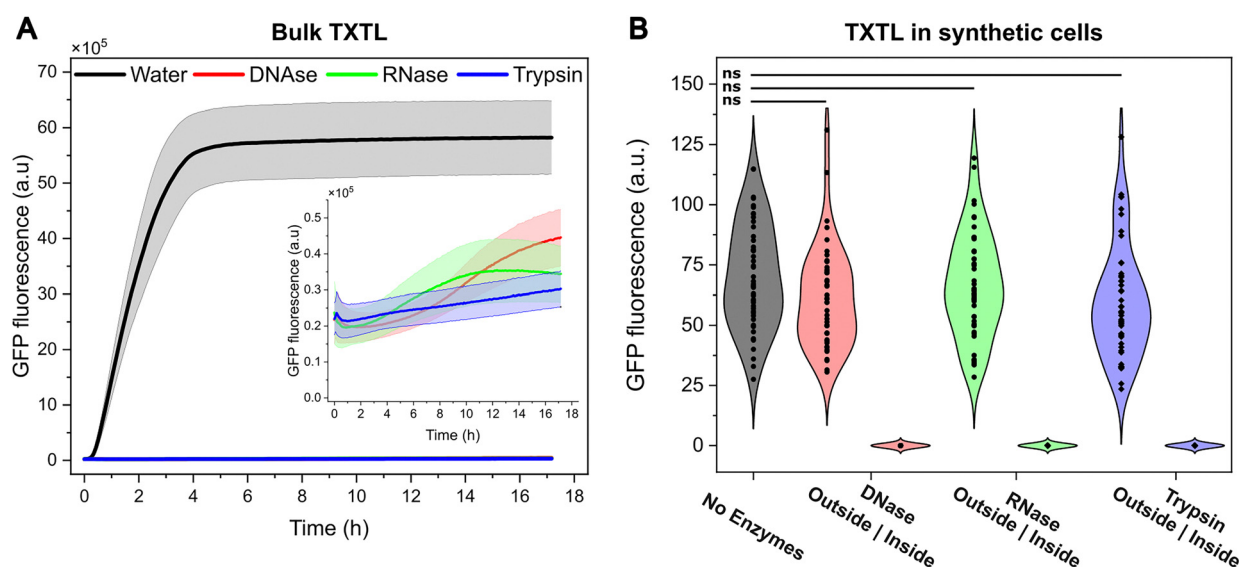 A
Bulk TXTL
×10⁵
Water
DNAse
RNase
Trypsin
70
60
50
40
30
20
10
0
GFP fluorescence (a.u)
0
2
4
6
8
10
12
14
16
18
Time (h)
×10⁵
0.5
0.4
0.3
0.2
0.1
0.0
GFP fluorescence (a.u)
0
2
4
6
8
10
12
14
16
18
Time (h)
B
TXTL in synthetic cells
ns
ns
ns
150
125
100
75
50
25
0
GFP fluorescence (a.u.)
No Enzymes
DNase
Outside | Inside
RNase
Outside | Inside
Trypsin
Outside | Inside